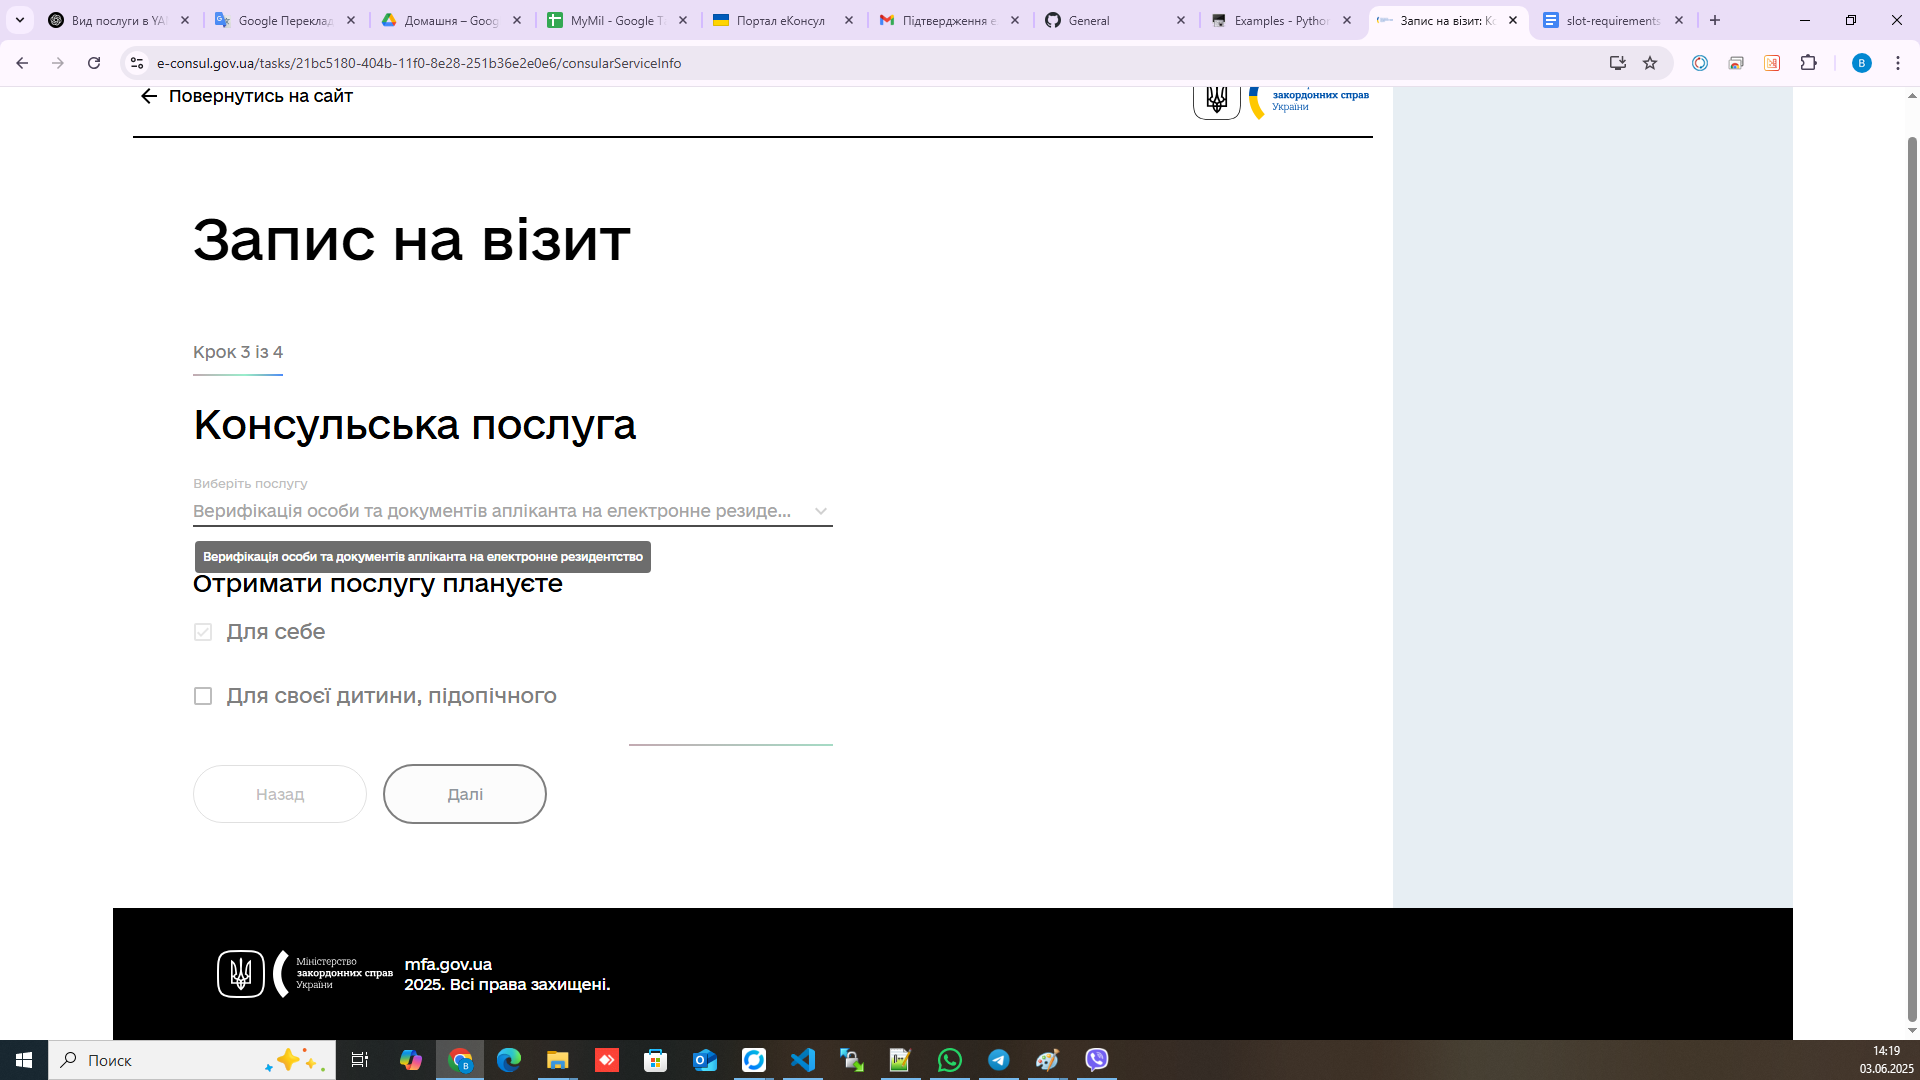 Вид послуги в YA
Google Переклад
Домашня – Goog
MyMil - Google Т
Портал еКонсул
Підтвердження е
General
Examples - Python
Запис на візит: Ко
slot-requirements
e-consul.gov.ua/tasks/21bc5180-404b-11f0-8e28-251b36e2e0e6/consularServiceInfo
B
Повернутись на сайт
закордонних справ
України
Запис на візит
Крок 3 із 4
Консульська послуга
Виберіть послугу
Верифікація особи та документів апліканта на електронне резиде...
Верифікація особи та документів апліканта на електронне резидентство
Отримати послугу плануєте
Для себе
Для своєї дитини, підопічного
Назад
Далі
Міністерство
закордонних справ
України
mfa.gov.ua
2025. Всі права захищені.
Поиск
14:19
03.06.2025